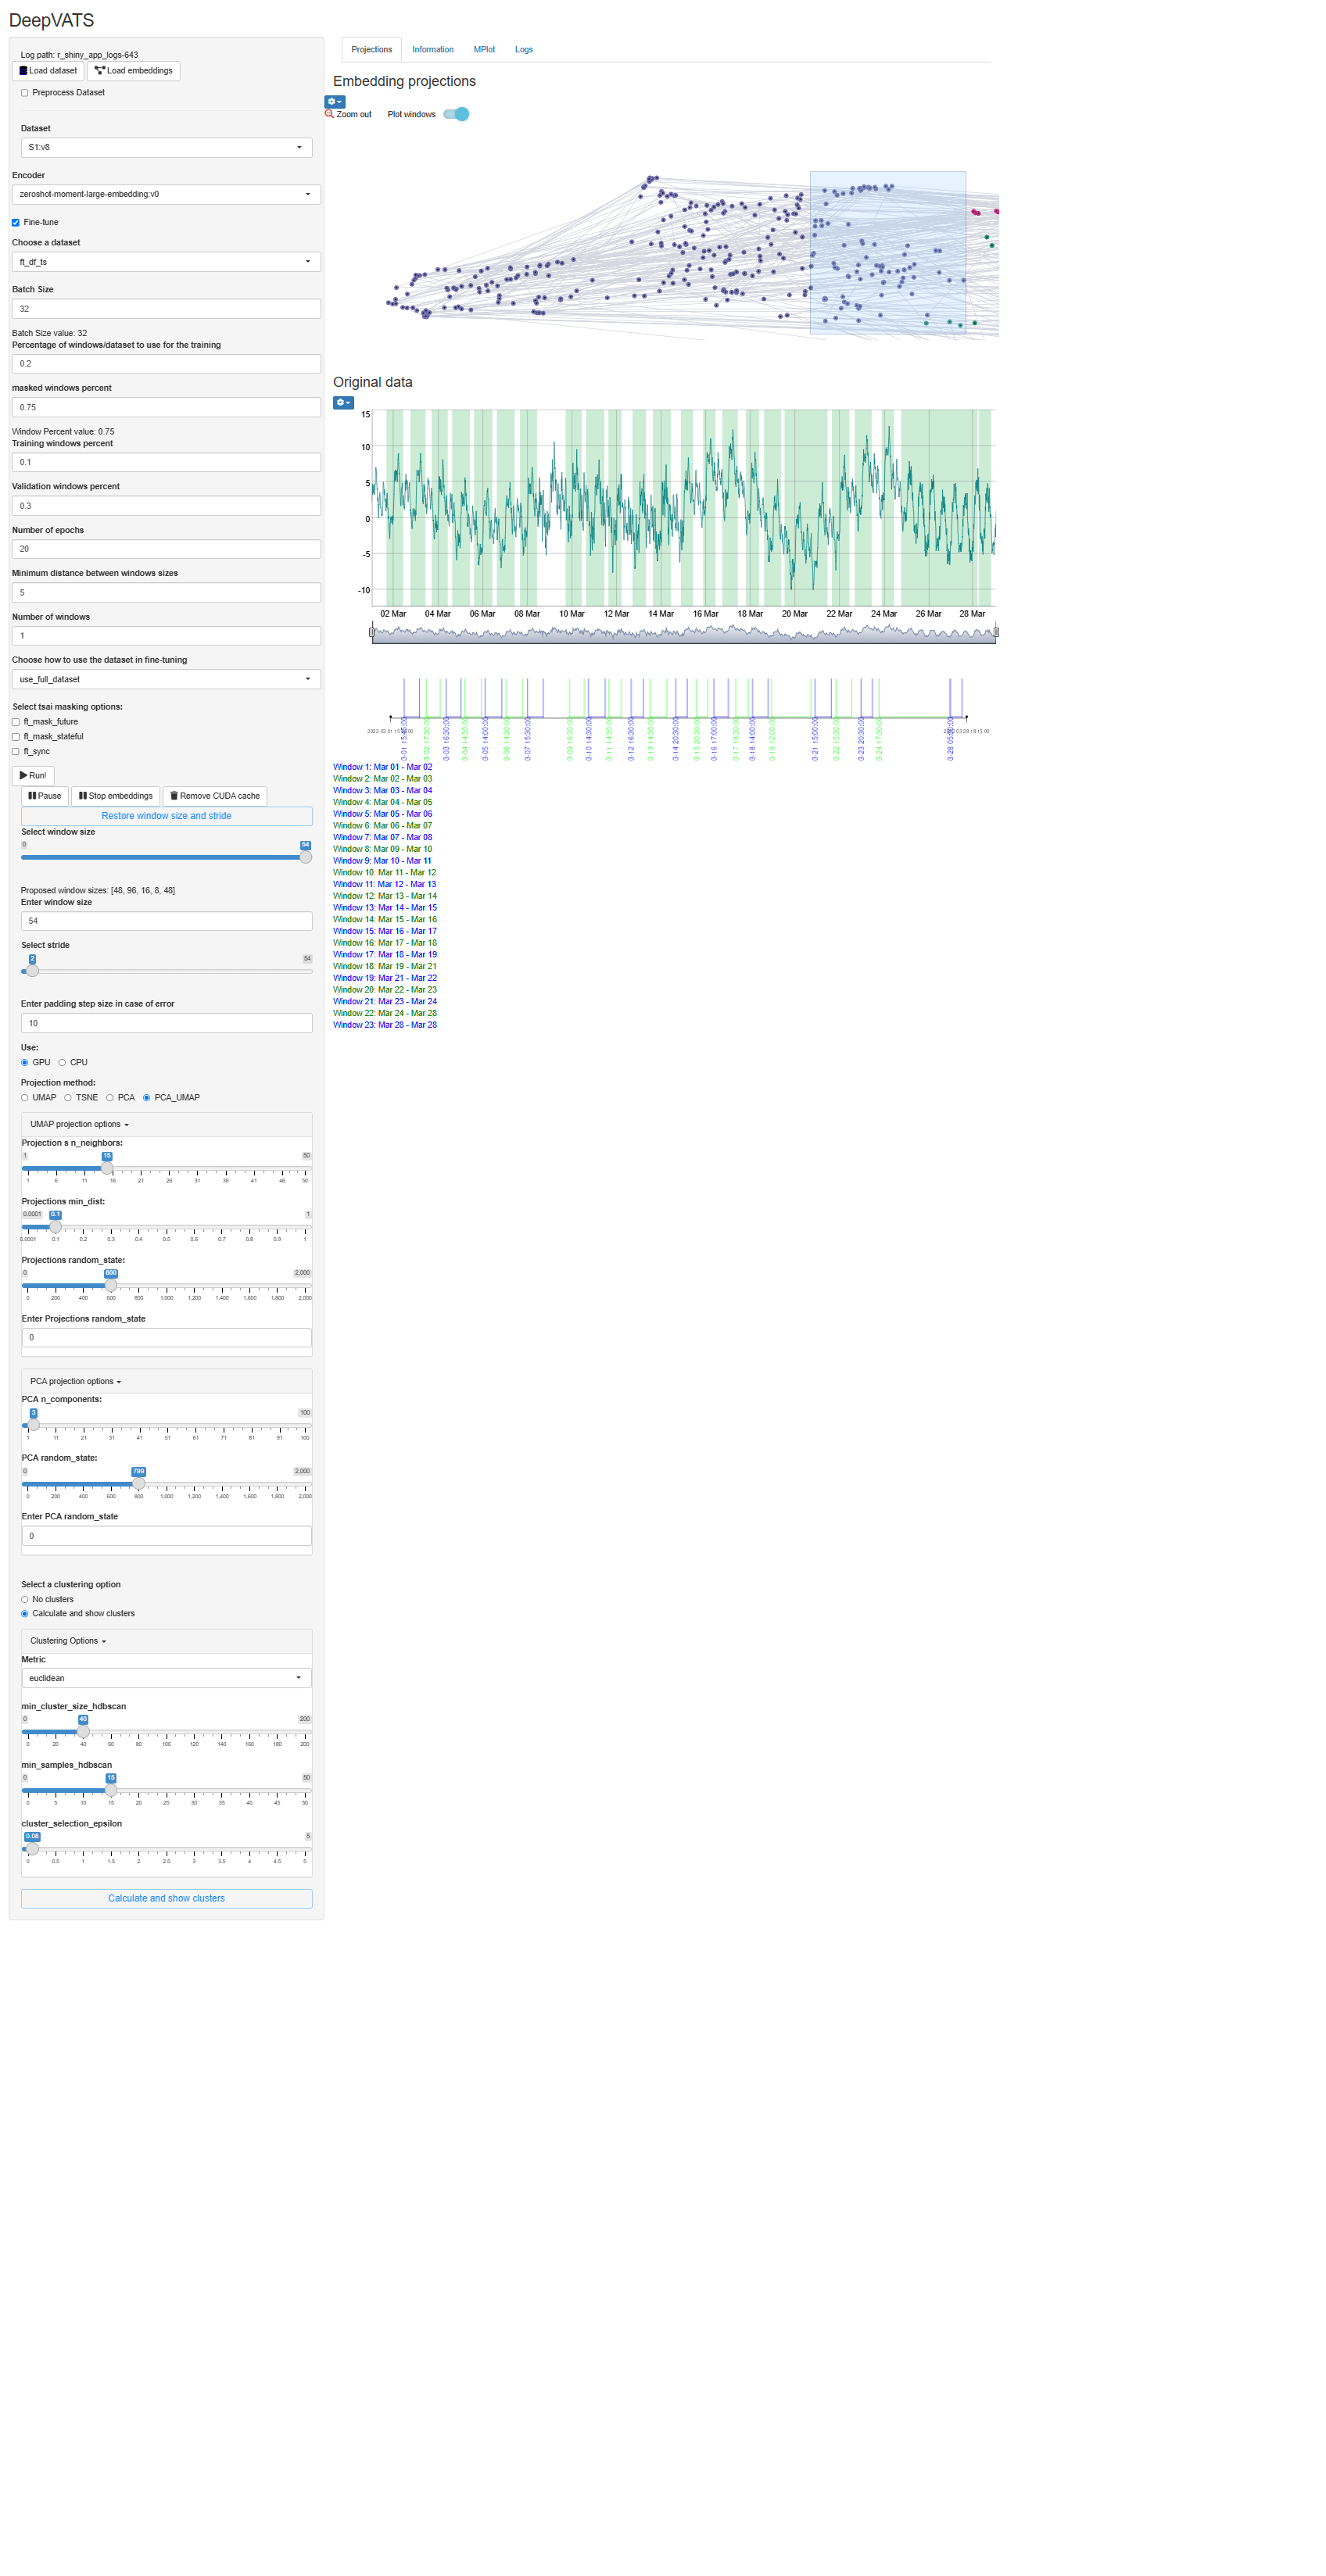 DeepVATS
Log path: r_shiny_app_logs-643
Load dataset Load embeddings
Preprocess Dataset
Dataset
S1:v8
Encoder
zeroshot-moment-large-embedding:v0
Fine-tune
Choose a dataset
ft_df_ts
Batch Size
32
Batch Size value: 32
Percentage of windows/dataset to use for the training
0.2
masked windows percent
0.75
Window Percent value: 0.75
Training windows percent
0.1
Validation windows percent
0.3
Number of epochs
20
Minimum distance between windows sizes
5
Number of windows
1
Choose how to use the dataset in fine-tuning
use_full_dataset
Select tsai masking options:
ft_mask_future
ft_mask_stateful
ft_sync
Run!
Pause Stop embeddings Remove CUDA cache
Restore window size and stride
Select window size
0 54
Proposed window sizes: [48, 96, 16, 8, 48]
Enter window size
54
Select stride
2 54
Enter padding step size in case of error
10
Use:
GPU CPU
Projection method:
UMAP TSNE PCA PCA_UMAP
UMAP projection options
Projection s n_neighbors:
1 15 50
1 6 11 16 21 26 31 36 41 46 50
Projections min_dist:
0.0001 0.1 1
0.0001 0.1 0.2 0.3 0.4 0.5 0.6 0.7 0.8 0.9 1
Projections random_state:
0 600 2,000
0 200 400 600 800 1,000 1,200 1,400 1,600 1,800 2,000
Enter Projections random_state
0
PCA projection options
PCA n_components:
3 100
1 11 21 31 41 51 61 71 81 91 100
PCA random_state:
0 799 2,000
0 200 400 600 800 1,000 1,200 1,400 1,600 1,800 2,000
Enter PCA random_state
0
Select a clustering option
No clusters
Calculate and show clusters
Clustering Options
Metric
euclidean
min_cluster_size_hdbscan
0 40 200
0 20 40 60 80 100 120 140 160 180 200
min_samples_hdbscan
0 15 50
0 5 10 15 20 25 30 35 40 45 50
cluster_selection_epsilon
0.08 5
0 0.5 1 1.5 2 2.5 3 3.5 4 4.5 5
Calculate and show clusters
Projections Information MPlot Logs
Embedding projections
Zoom out Plot windows
Original data
15
10
5
0
-5
-10
02 Mar 04 Mar 06 Mar 08 Mar 10 Mar 12 Mar 14 Mar 16 Mar 18 Mar 20 Mar 22 Mar 24 Mar 26 Mar 28 Mar
Window 1: Mar 01 - Mar 02
Window 2: Mar 02 - Mar 03
Window 3: Mar 03 - Mar 04
Window 4: Mar 04 - Mar 05
Window 5: Mar 05 - Mar 06
Window 6: Mar 06 - Mar 07
Window 7: Mar 07 - Mar 08
Window 8: Mar 09 - Mar 10
Window 9: Mar 10 - Mar 11
Window 10: Mar 11 - Mar 12
Window 11: Mar 12 - Mar 13
Window 12: Mar 13 - Mar 14
Window 13: Mar 14 - Mar 15
Window 14: Mar 15 - Mar 16
Window 15: Mar 16 - Mar 17
Window 16: Mar 17 - Mar 18
Window 17: Mar 18 - Mar 19
Window 18: Mar 19 - Mar 21
Window 19: Mar 21 - Mar 22
Window 20: Mar 22 - Mar 23
Window 21: Mar 23 - Mar 24
Window 22: Mar 24 - Mar 28
Window 23: Mar 28 - Mar 28